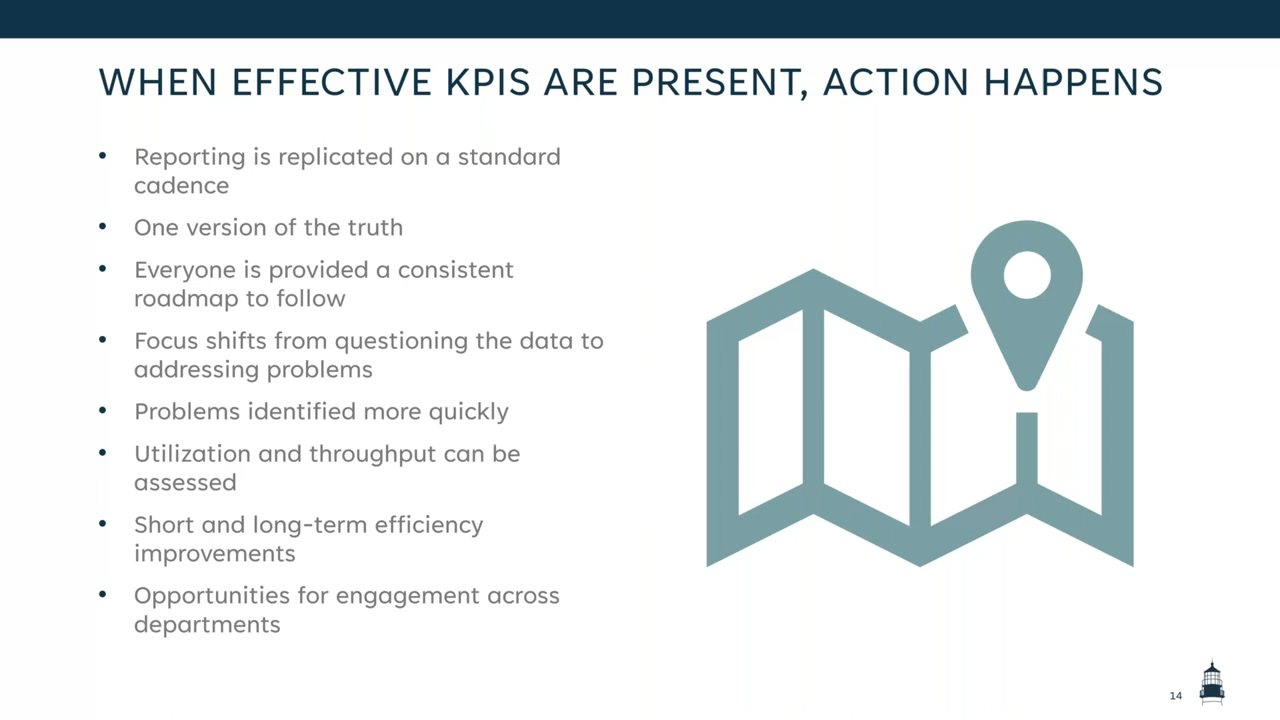 WHEN EFFECTIVE KPIS ARE PRESENT, ACTION HAPPENS
• Reporting is replicated on a standard
cadence
• One version of the truth
• Everyone is provided a consistent
roadmap to follow
• Focus shifts from questioning the data to
addressing problems
• Problems identified more quickly
• Utilization and throughput can be
assessed
• Short and long-term efficiency
improvements
• Opportunities for engagement across
departments
14